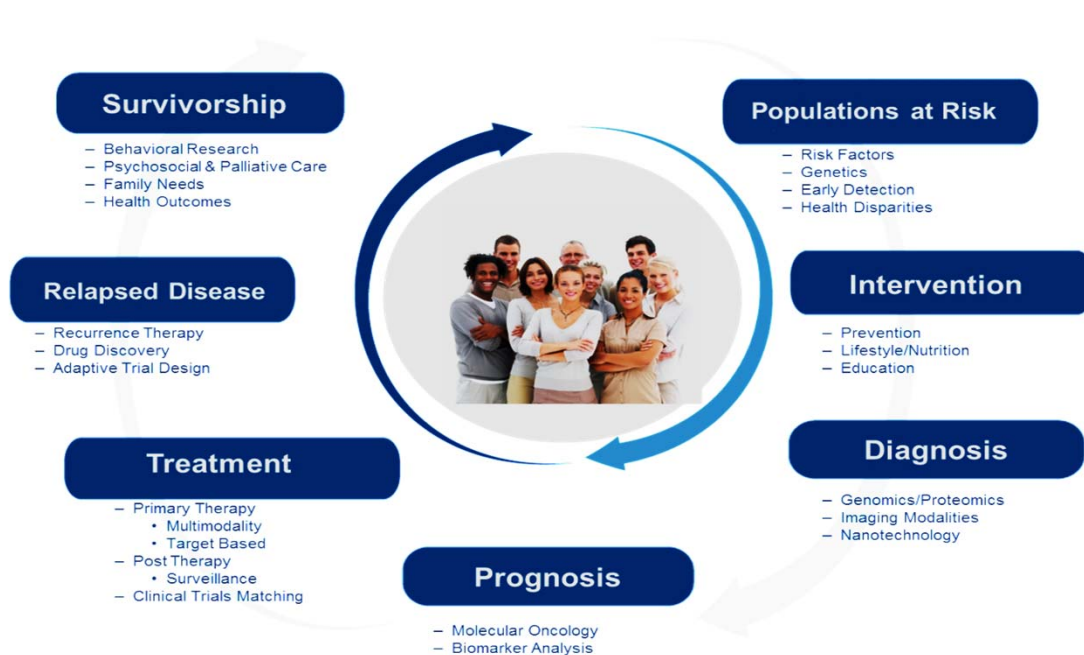 Survivorship
– Behavioral Research
– Psychosocial & Palliative Care
– Family Needs
– Health Outcomes
Populations at Risk
– Risk Factors
– Genetics
– Early Detection
– Health Disparities
Relapsed Disease
– Recurrence Therapy
– Drug Discovery
– Adaptive Trial Design
Intervention
– Prevention
– Lifestyle/Nutrition
– Education
Treatment
– Primary Therapy
• Multimodality
• Target Based
– Post Therapy
• Surveillance
– Clinical Trials Matching
Diagnosis
– Genomics/Proteomics
– Imaging Modalities
– Nanotechnology
Prognosis
– Molecular Oncology
– Biomarker Analysis